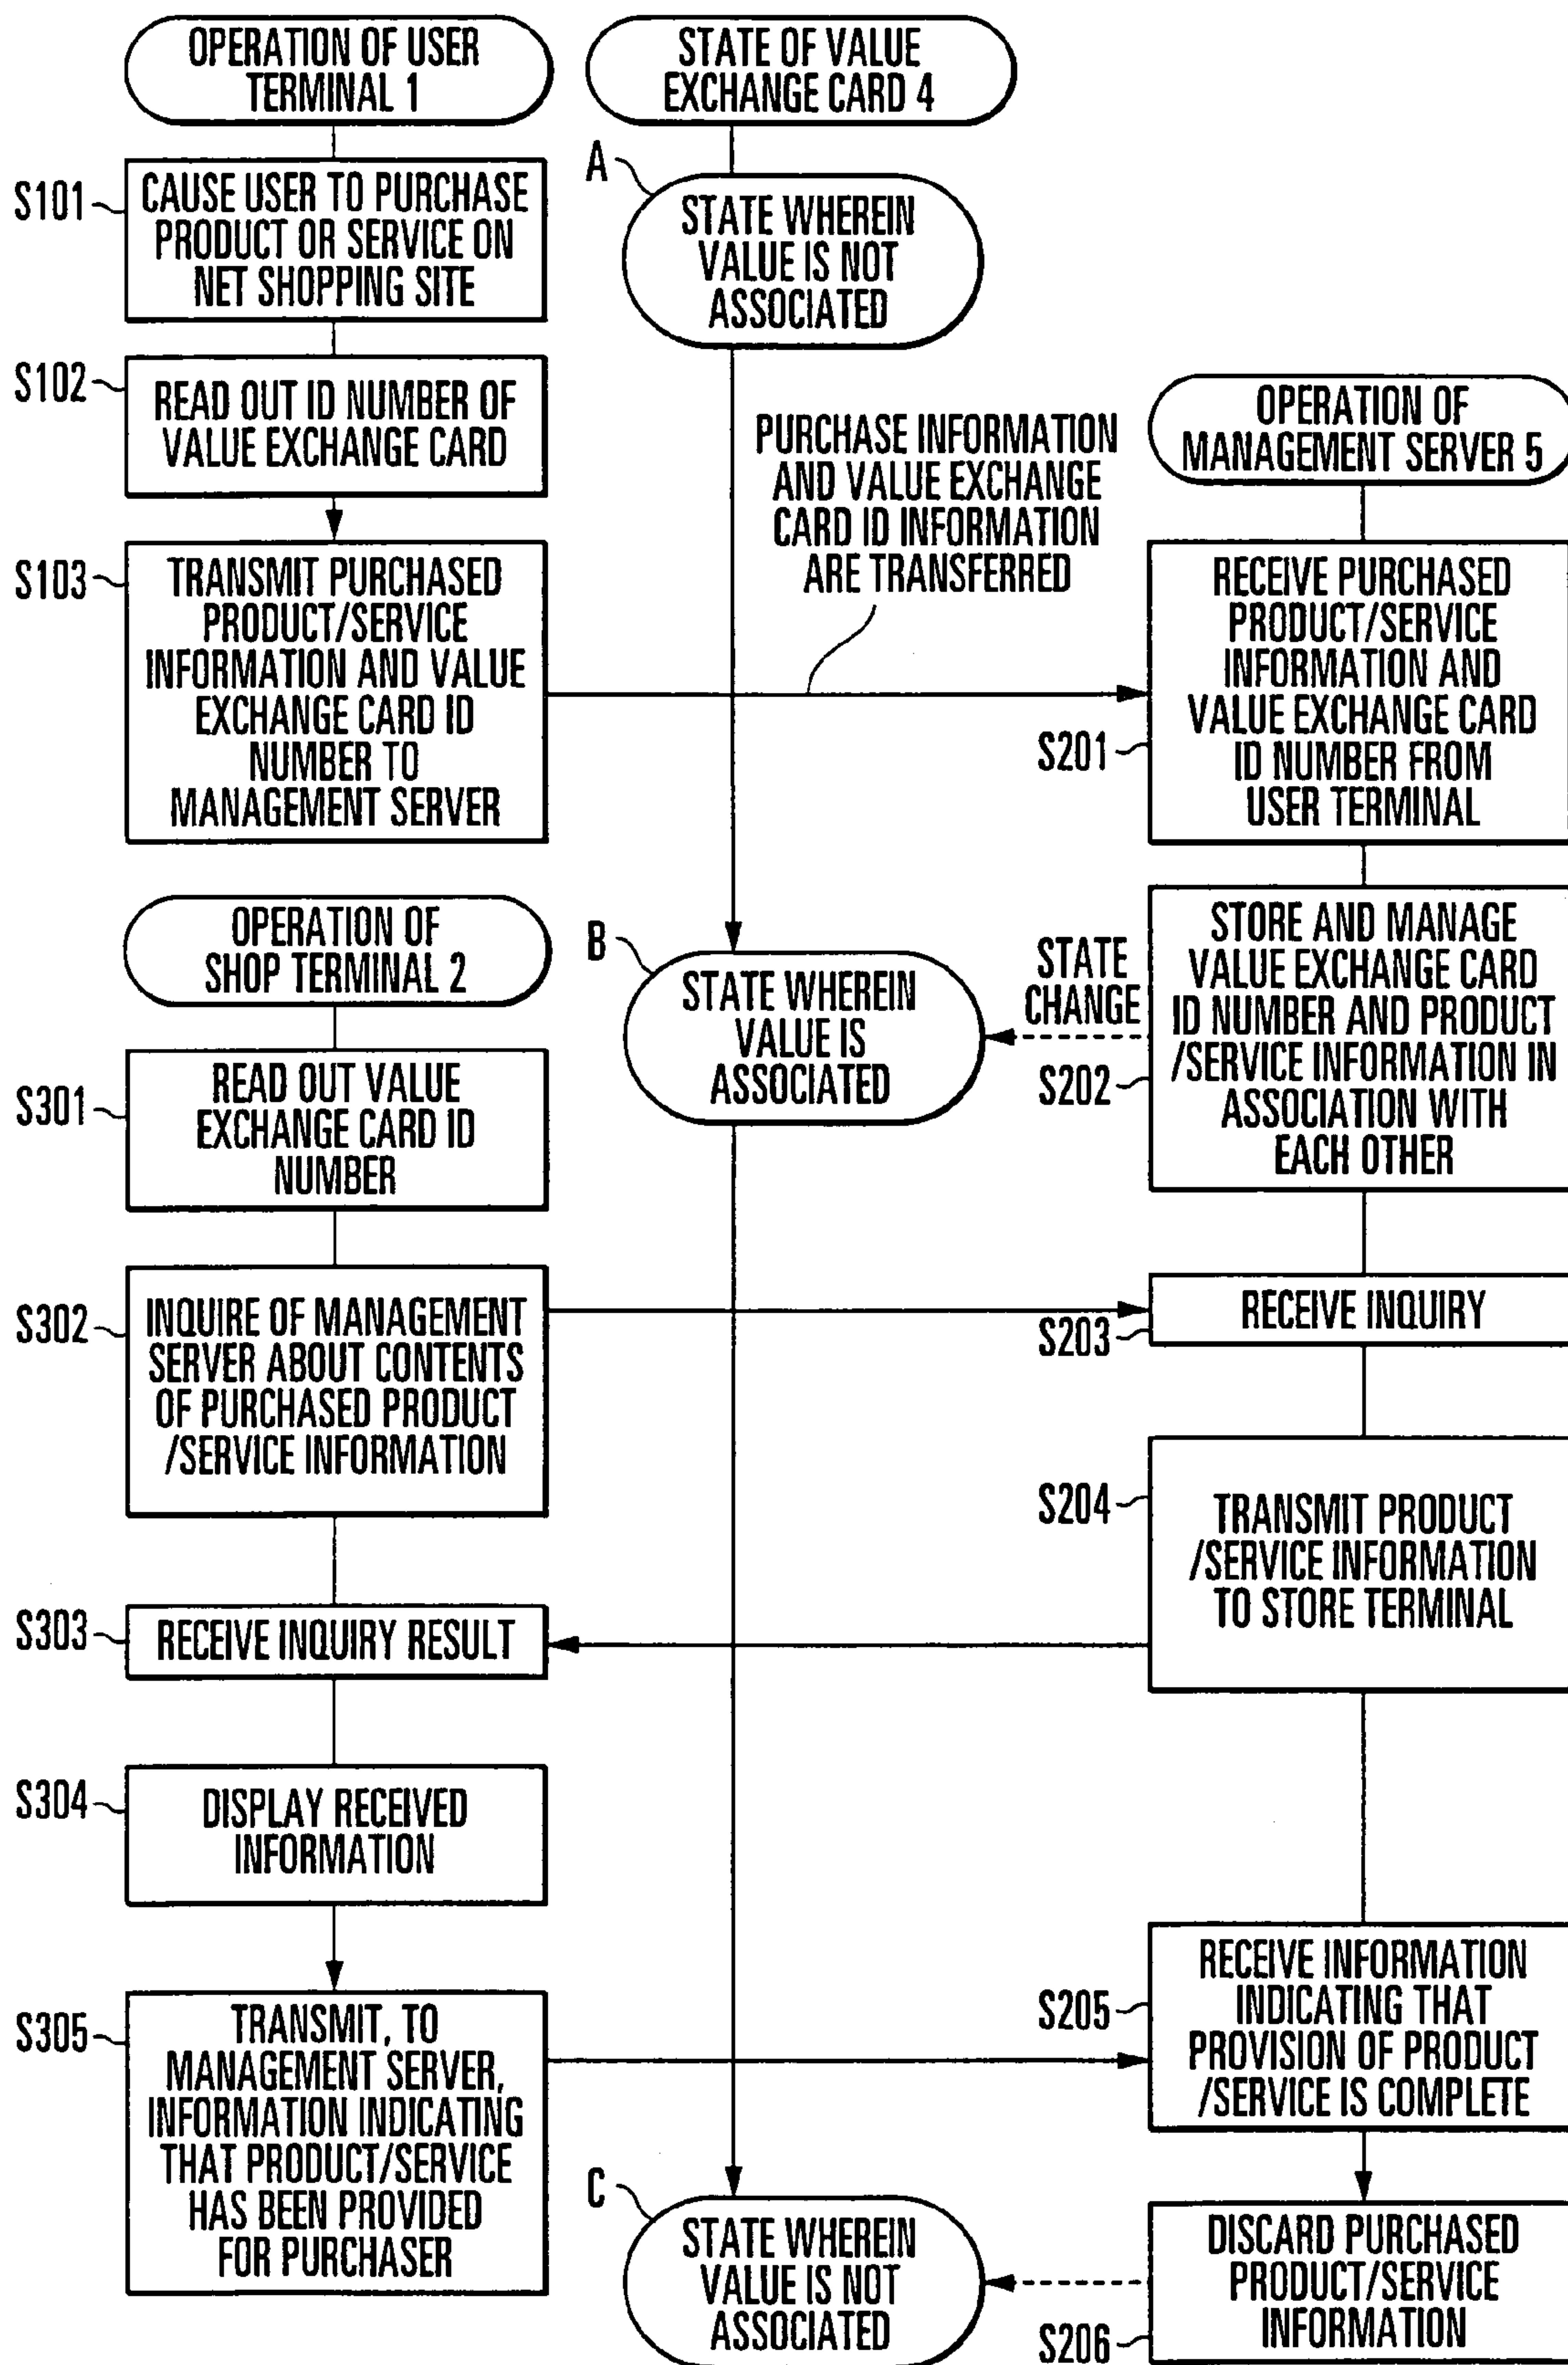 OPERATION OF USER
TERMINAL 1
STATE OF VALUE
EXCHANGE CARD 4
S101
CAUSE USER TO PURCHASE
PRODUCT OR SERVICE ON
NET SHOPPING SITE
A
STATE WHEREIN
VALUE IS NOT
ASSOCIATED
S102
READ OUT ID NUMBER OF
VALUE EXCHANGE CARD
PURCHASE INFORMATION
AND VALUE EXCHANGE
CARD ID INFORMATION
ARE TRANSFERRED
OPERATION OF
MANAGEMENT SERVER 5
S103
TRANSMIT PURCHASED
PRODUCT/SERVICE
INFORMATION AND VALUE
EXCHANGE CARD ID
NUMBER TO
MANAGEMENT SERVER
S201
RECEIVE PURCHASED
PRODUCT/SERVICE
INFORMATION AND
VALUE EXCHANGE CARD
ID NUMBER FROM
USER TERMINAL
OPERATION OF
SHOP TERMINAL 2
B
STATE WHEREIN
VALUE IS
ASSOCIATED
STATE
CHANGE
S202
STORE AND MANAGE
VALUE EXCHANGE CARD
ID NUMBER AND PRODUCT
/SERVICE INFORMATION IN
ASSOCIATION WITH
EACH OTHER
S301
READ OUT VALUE
EXCHANGE CARD ID
NUMBER
S302
INQUIRE OF MANAGEMENT
SERVER ABOUT CONTENTS
OF PURCHASED PRODUCT
/SERVICE INFORMATION
S203
RECEIVE INQUIRY
S204
TRANSMIT PRODUCT
/SERVICE INFORMATION
TO STORE TERMINAL
S303
RECEIVE INQUIRY RESULT
S304
DISPLAY RECEIVED
INFORMATION
S305
TRANSMIT, TO
MANAGEMENT SERVER,
INFORMATION INDICATING
THAT PRODUCT/SERVICE
HAS BEEN PROVIDED
FOR PURCHASER
S205
RECEIVE INFORMATION
INDICATING THAT
PROVISION OF PRODUCT
/SERVICE IS COMPLETE
C
STATE WHEREIN
VALUE IS NOT
ASSOCIATED
S206
DISCARD PURCHASED
PRODUCT/SERVICE
INFORMATION